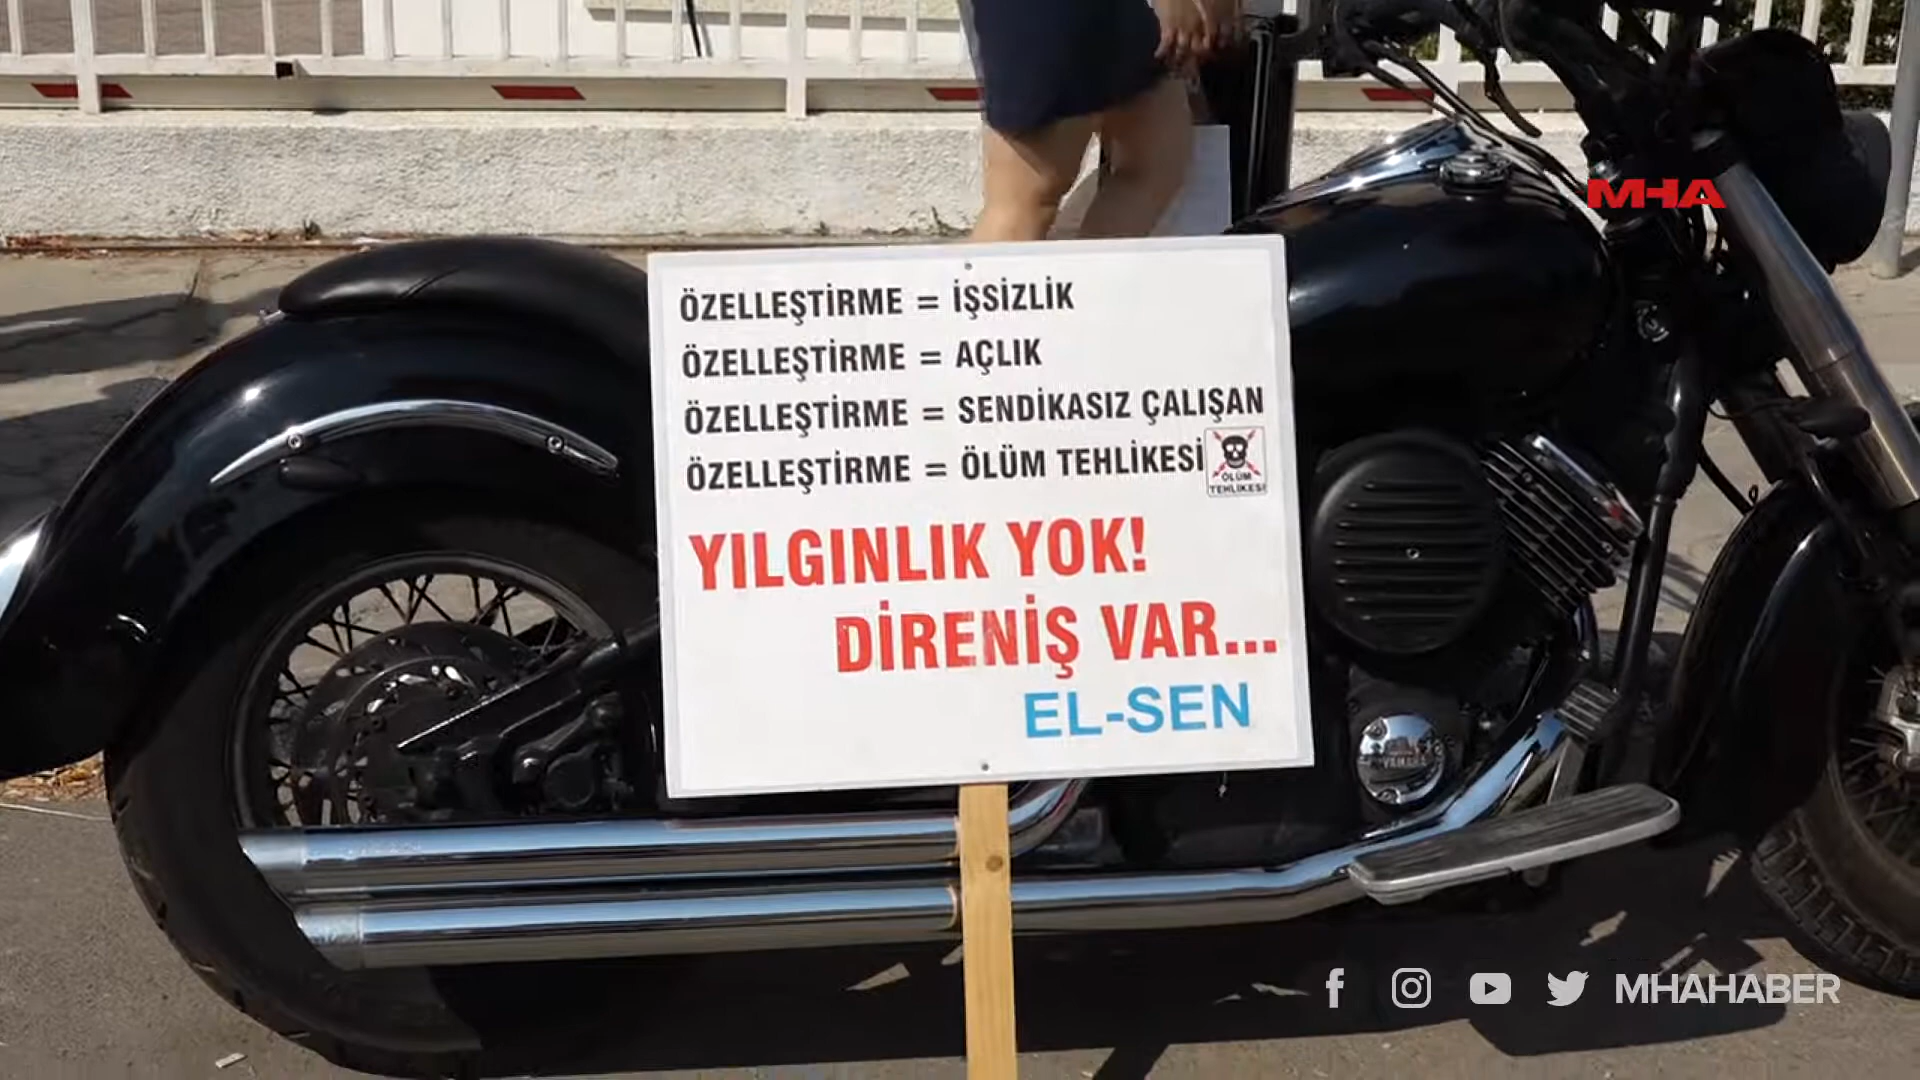 MHA
ÖZELLEŞTİRME = İŞSİZLİK
ÖZELLEŞTİRME = AÇLIK
ÖZELLEŞTİRME = SENDİKASIZ ÇALIŞAN
ÖZELLEŞTİRME = ÖLÜM TEHLİKESİ
ÖLÜM
TEHLİKESİ
YILGINLIK YOK!
DİRENİŞ VAR...
EL-SEN
YAMAHA
MHAHABER